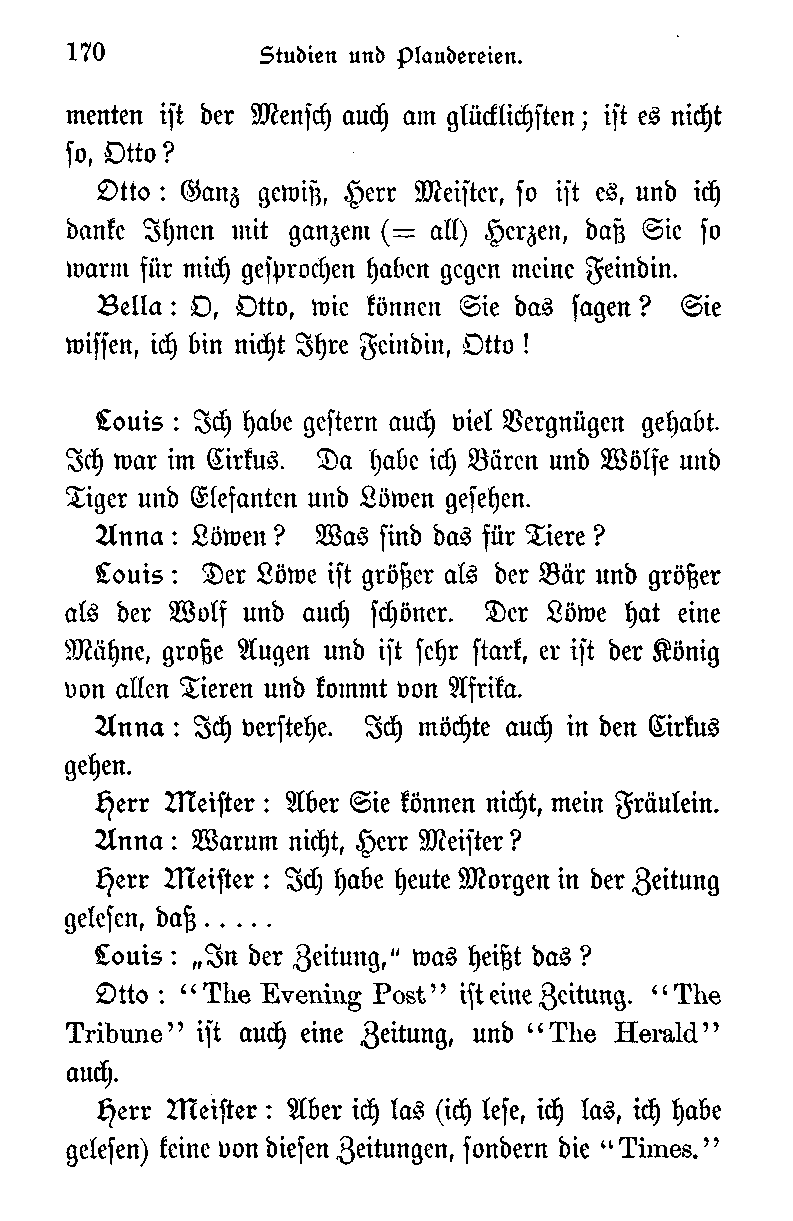 170 Studien und Plaudereien.
menten ist der Mensch auch am glücklichsten; ist es nicht
so, Otto?
Otto: Ganz gewiß, Herr Meister, so ist es, und ich
danke Ihnen mit ganzem (= all) Herzen, daß Sie so
warm für mich gesprochen haben gegen meine Feindin.
Bella: O, Otto, wie können Sie das sagen? Sie
wissen, ich bin nicht Ihre Feindin, Otto!
Louis: Ich habe gestern auch viel Vergnügen gehabt.
Ich war im Cirkus. Da habe ich Bären und Wölfe und
Tiger und Elefanten und Löwen gesehen.
Anna: Löwen? Was sind das für Tiere?
Louis: Der Löwe ist größer als der Bär und größer
als der Wolf und auch schöner. Der Löwe hat eine
Mähne, große Augen und ist sehr stark, er ist der König
von allen Tieren und kommt von Afrika.
Anna: Ich verstehe. Ich möchte auch in den Cirkus
gehen.
Herr Meister: Aber Sie können nicht, mein Fräulein.
Anna: Warum nicht, Herr Meister?
Herr Meister: Ich habe heute Morgen in der Zeitung
gelesen, daß.....
Louis: „In der Zeitung,“ was heißt das?
Otto: “The Evening Post” ist eine Zeitung. “The
Tribune” ist auch eine Zeitung, und “The Herald”
auch.
Herr Meister: Aber ich las (ich lese, ich las, ich habe
gelesen) keine von diesen Zeitungen, sondern die “Times.”